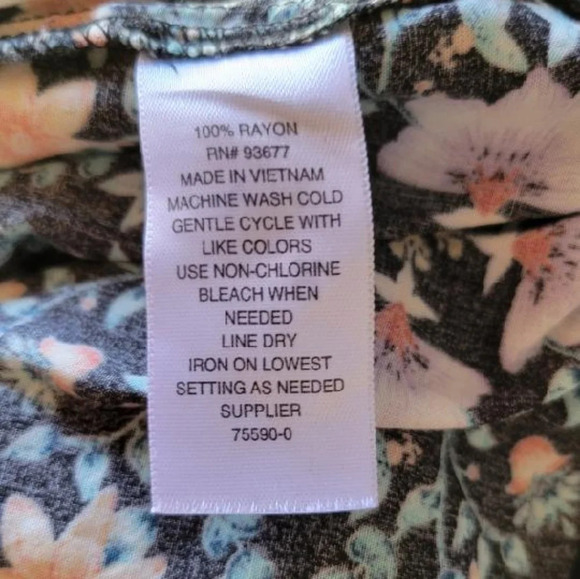 100% RAYON
RN# 93677
MADE IN VIETNAM
MACHINE WASH COLD
GENTLE CYCLE WITH
LIKE COLORS
USE NON-CHLORINE
BLEACH WHEN
NEEDED
LINE DRY
IRON ON LOWEST
SETTING AS NEEDED
SUPPLIER
75590-0